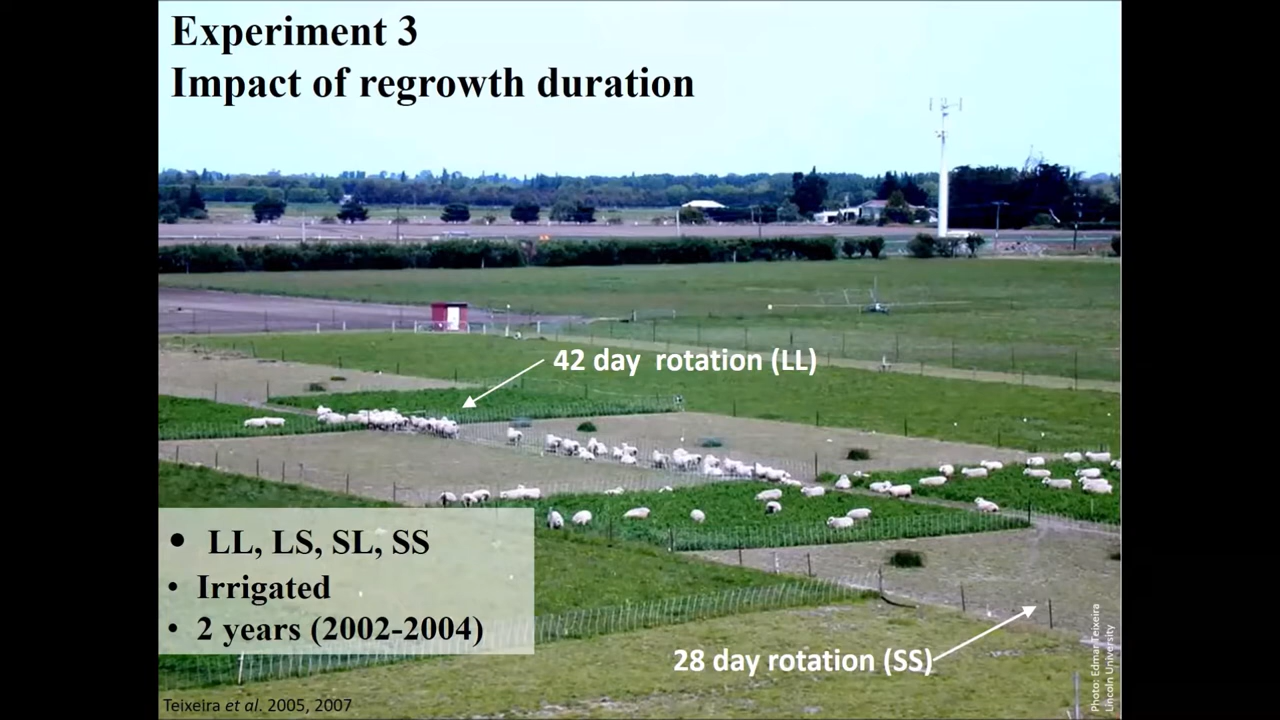 Experiment 3
Impact of regrowth duration
42 day rotation (LL)
• LL, LS, SL, SS
• Irrigated
• 2 years (2002-2004)
28 day rotation (SS)
Teixeira et al. 2005, 2007
Photo: Edmar Teixeira
Lincoln University